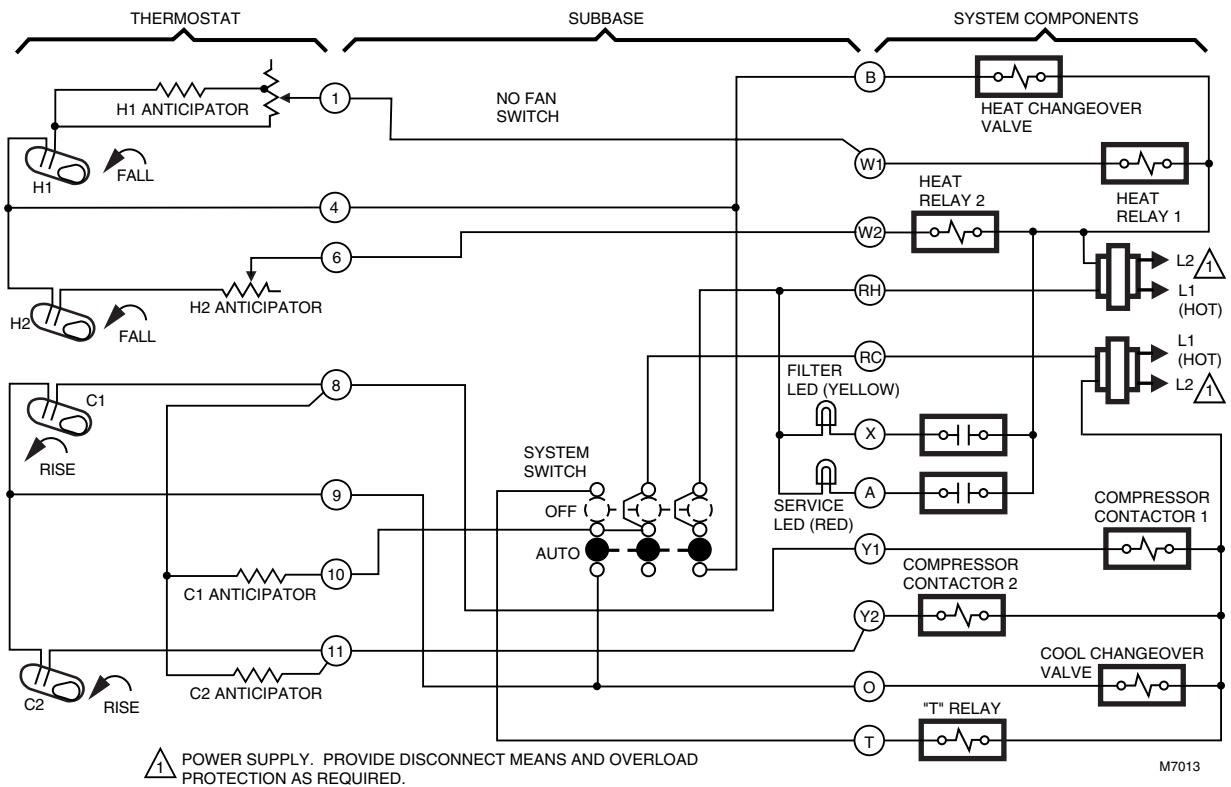 THERMOSTAT
SUBBASE
SYSTEM COMPONENTS
H1 ANTICIPATOR
1
NO FAN
SWITCH
B
HEAT CHANGEOVER
VALVE
H1
FALL
W1
HEAT
RELAY 1
4
HEAT
RELAY 2
6
W2
H2 ANTICIPATOR
H2
FALL
RH
L2
1
L1
(HOT)
RC
L1
(HOT)
L2
1
C1
RISE
8
FILTER
LED (YELLOW)
X
SYSTEM
SWITCH
9
OFF
SERVICE
LED (RED)
A
COMPRESSOR
CONTACTOR 1
AUTO
Y1
C1 ANTICIPATOR
10
COMPRESSOR
CONTACTOR 2
Y2
11
C2 ANTICIPATOR
C2
RISE
COOL CHANGEOVER
VALVE
O
"T" RELAY
T
1
POWER SUPPLY. PROVIDE DISCONNECT MEANS AND OVERLOAD
PROTECTION AS REQUIRED.
M7013